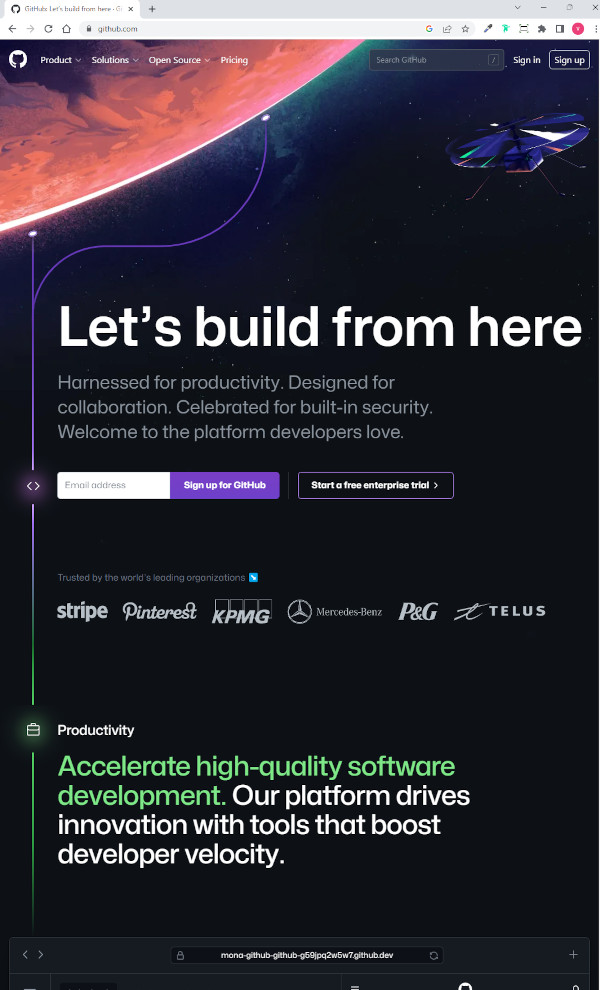 GitHub: Let's build from here · G
github.com
Product
Solutions
Open Source
Pricing
Search GitHub
/
Sign in
Sign up
Let's build from here
Harnessed for productivity. Designed for
collaboration. Celebrated for built-in security.
Welcome to the platform developers love.
Email address
Sign up for GitHub
Start a free enterprise trial
Trusted by the world's leading organizations
stripe
Pinterest
KPMG
Mercedes-Benz
P&G
TELUS
Productivity
Accelerate high-quality software
development. Our platform drives
innovation with tools that boost
developer velocity.
mona-github-github-g59jpq2w5w7.github.dev